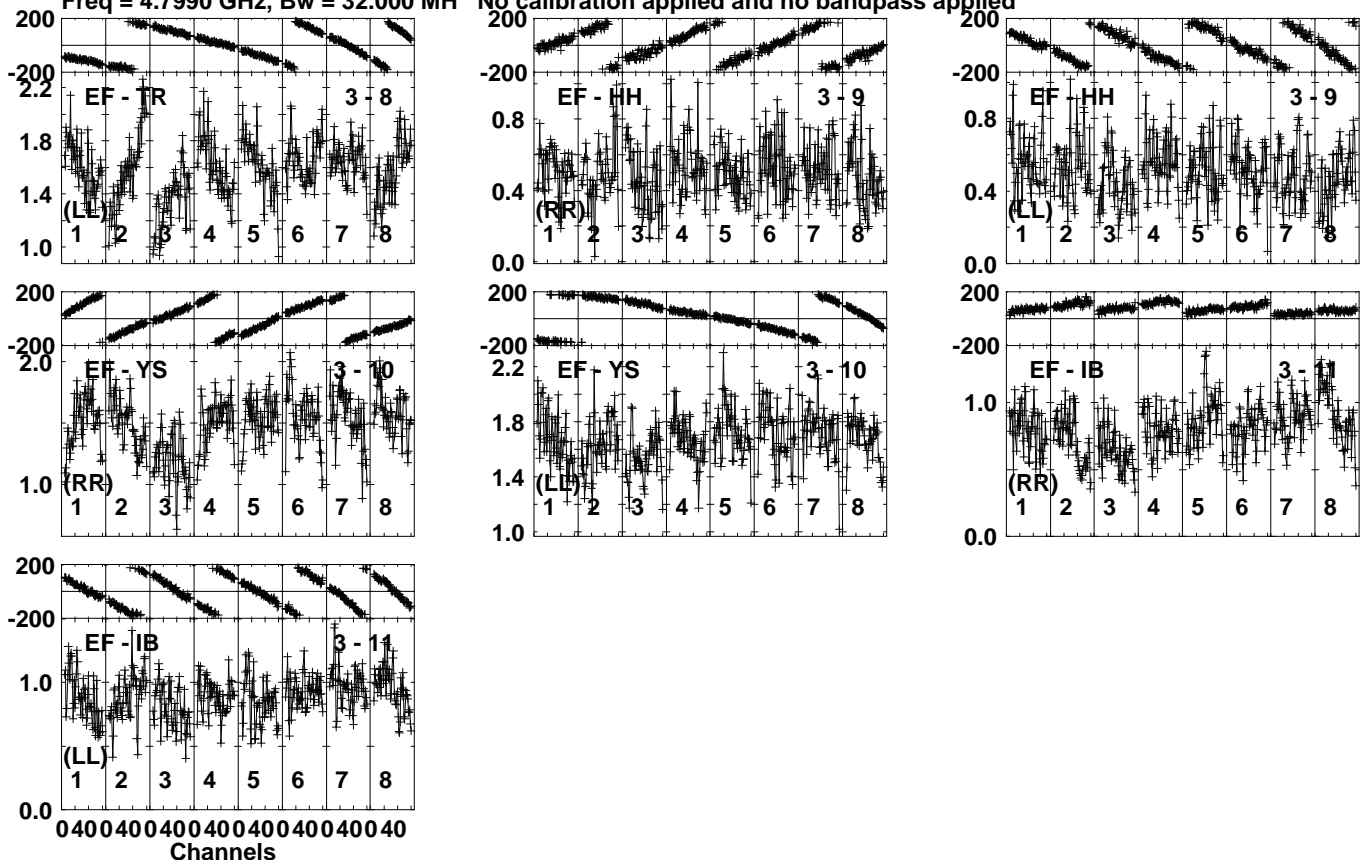 Freq = 4.7990 GHz, Bw = 32.000 MH No calibration applied and no bandpass applied
200
-200
2.2
1.8
1.4
1.0
EF - TR 3 - 8
(LL)
1 2 3 4 5 6 7 8
200
-200
0.8
0.4
0.0
EF - HH 3 - 9
(RR)
1 2 3 4 5 6 7 8
200
-200
0.8
0.4
0.0
EF - HH 3 - 9
(LL)
1 2 3 4 5 6 7 8
200
-200
2.0
1.0
EF - YS 3 - 10
(RR)
1 2 3 4 5 6 7 8
200
-200
2.2
1.8
1.4
1.0
EF - YS 3 - 10
(LL)
1 2 3 4 5 6 7 8
200
-200
1.0
0.0
EF - IB 3 - 11
(RR)
1 2 3 4 5 6 7 8
200
-200
1.0
0.0
EF - IB 3 - 11
(LL)
1 2 3 4 5 6 7 8
0 40 0 40 0 40 0 40 0 40 0 40 0 40 0 40
Channels